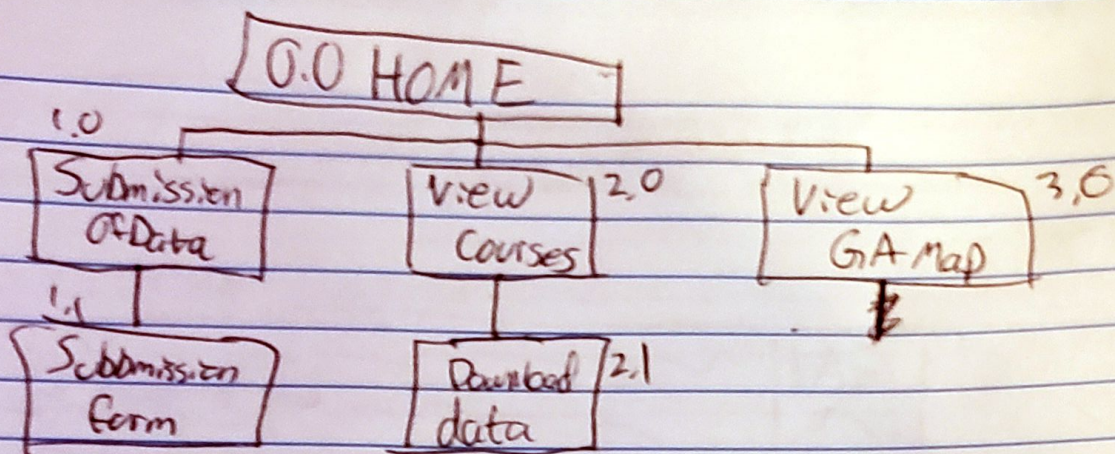 0.0 HOME
1.0
Submission
Of Data
View
Courses
2.0
View
GA Map
3.0
1.1
Submission
form
Download
data
2.1